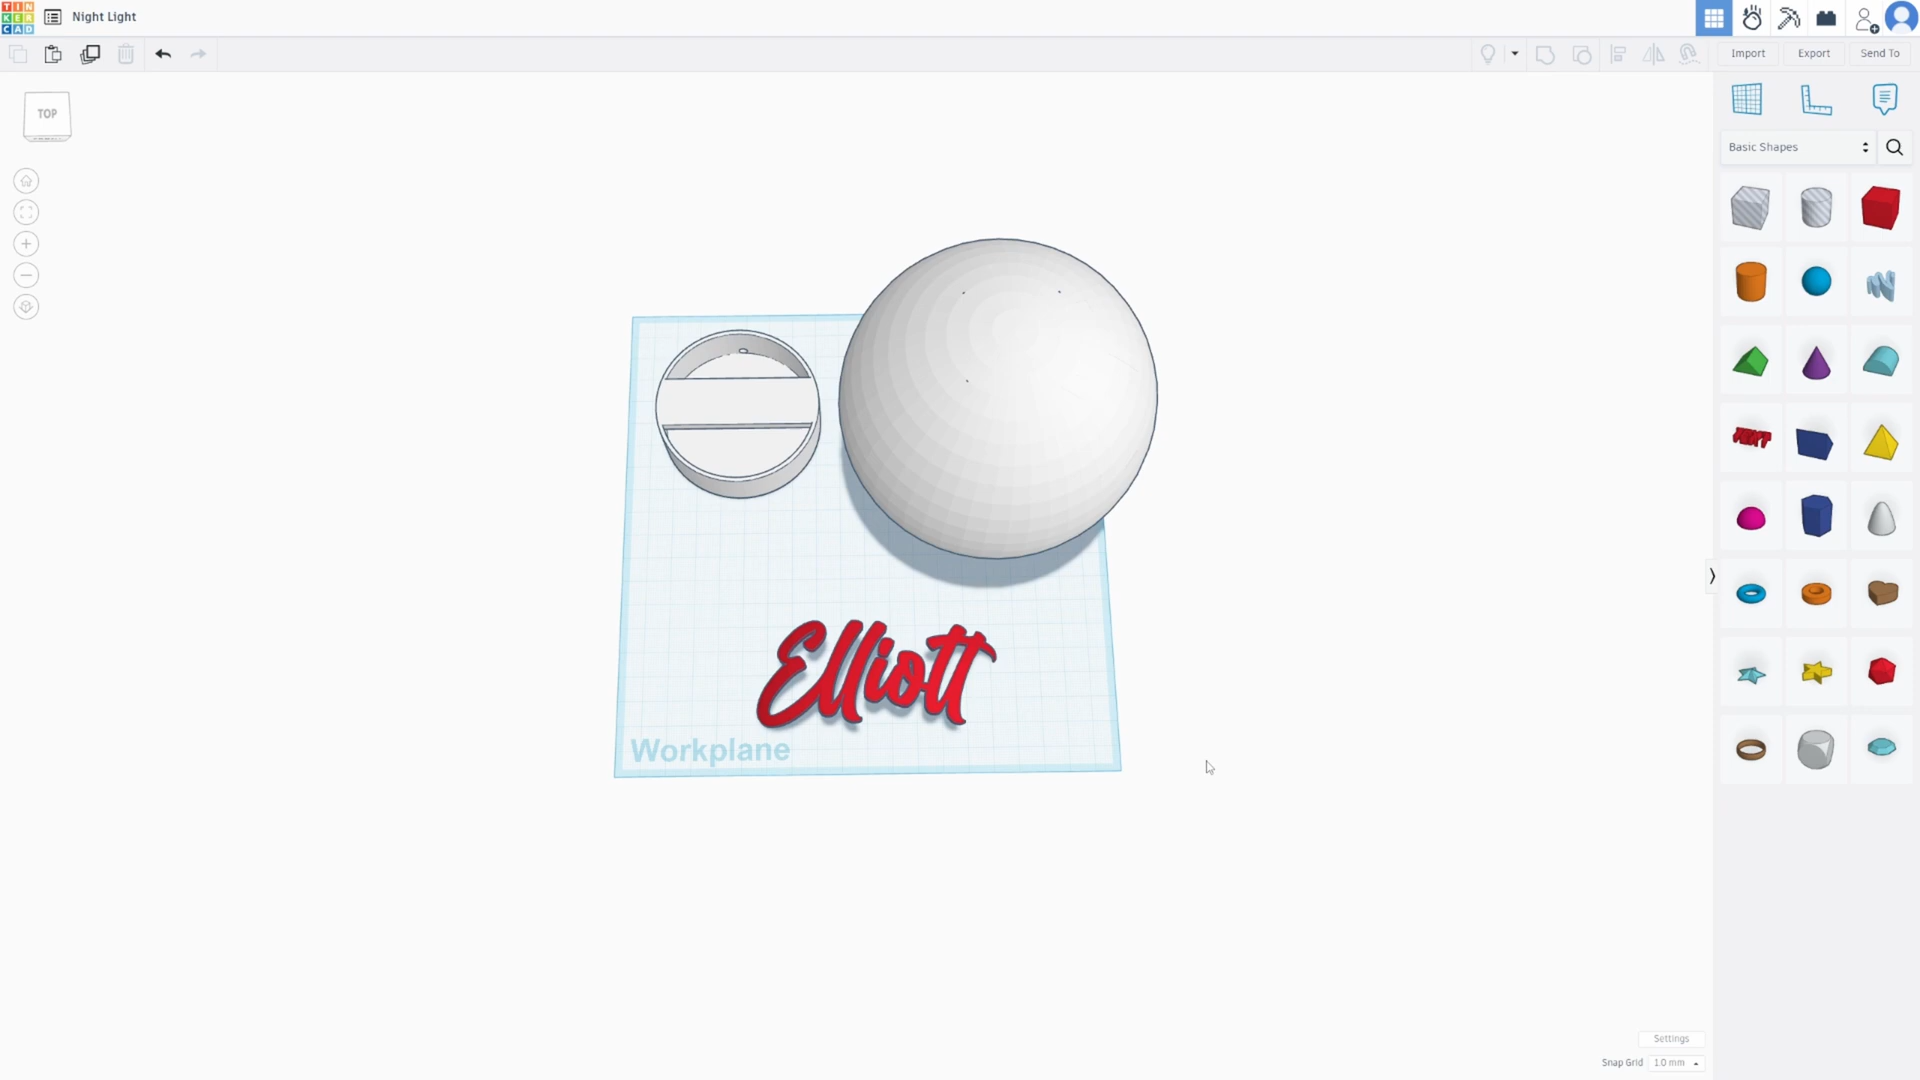 TIN
KER
CAD
Night Light
Import
Export
Send To
TOP
Basic Shapes
Elliott
Workplane
Settings
Snap Grid 1.0 mm